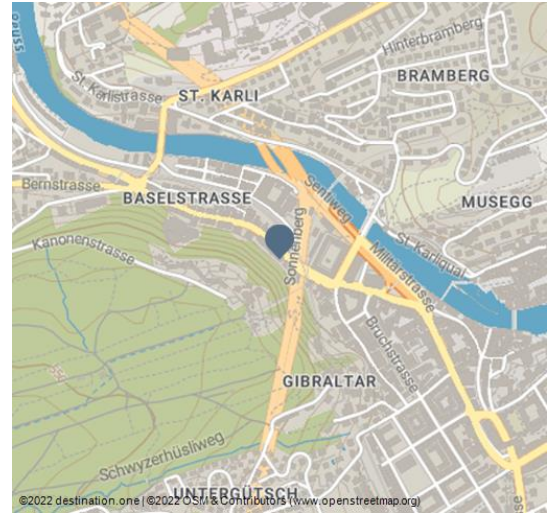 Reuss
Hinterbramberg
BRAMBERG
St. Karlistrasse
ST. KARLI
Sentiweg
Bernstrasse
BASELSTRASSE
MUSEGG
Kanonenstrasse
Sonnenberg
St.-Karliquai
Militärstrasse
Bruchstrasse
GIBRALTAR
Schwyzerhüsliweg
UNTERGÜTSCH
©2022 destination.one | ©2022 OSM & Contributors (www.openstreetmap.org)